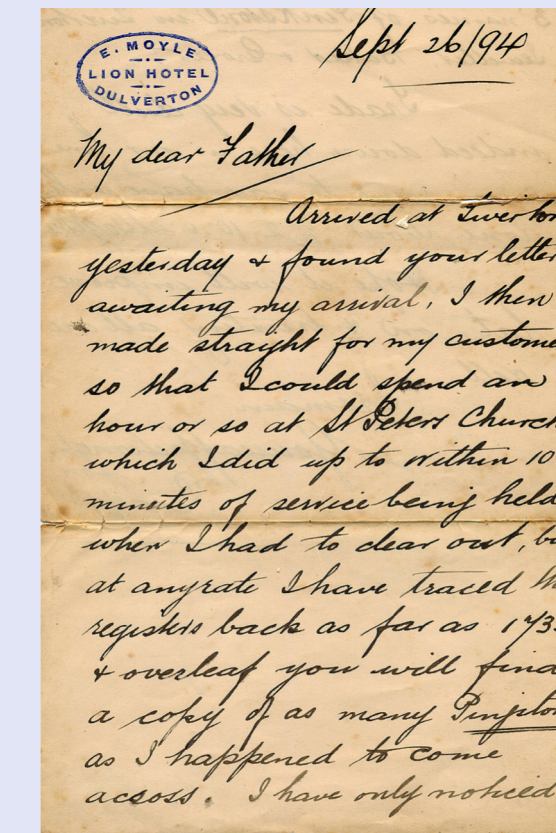 E. MOYLE
LION HOTEL
DULVERTON
Sept 26/94
My dear Father
Arrived at Tiverton
yesterday & found your letter
awaiting my arrival, I then
made straight for my custome
so that I could spend an
hour or so at St Peters Church
which I did up to within 10
minutes of service being held
when I had to clear out, bu
at anyrate I have traced th
registers back as far as 173
& overleaf you will find
a copy of as many Pingston
as I happened to come
acsoss. I have only noticed